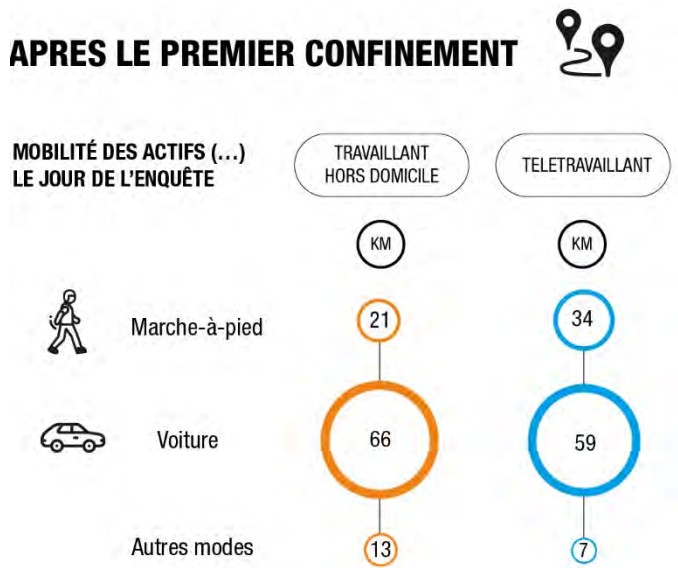 APRES LE PREMIER CONFINEMENT
MOBILITÉ DES ACTIFS (...)
LE JOUR DE L'ENQUÊTE
TRAVAILLANT
HORS DOMICILE
TELETRAVAILLANT
KM
KM
Marche-à-pied
21
34
Voiture
66
59
Autres modes
13
7